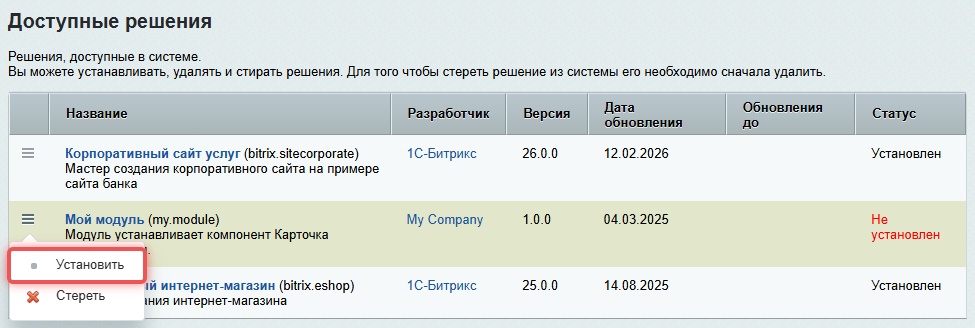 Доступные решения
Решения, доступные в системе.
Вы можете устанавливать, удалять и стирать решения. Для того чтобы стереть решение из системы его необходимо сначала удалить.
Название Разработчик Версия Дата обновления Обновления до Статус
Корпоративный сайт услуг (bitrix.sitecorporate) 1С-Битрикс 26.0.0 12.02.2026 Установлен
Мастер создания корпоративного сайта на примере
сайта банка
Мой модуль (my.module) My Company 1.0.0 04.03.2025 Не установлен
Модуль устанавливает компонент Карточка
Установить
интернет-магазин (bitrix.eshop) 1С-Битрикс 25.0.0 14.08.2025 Установлен
Стереть
интернет-магазина